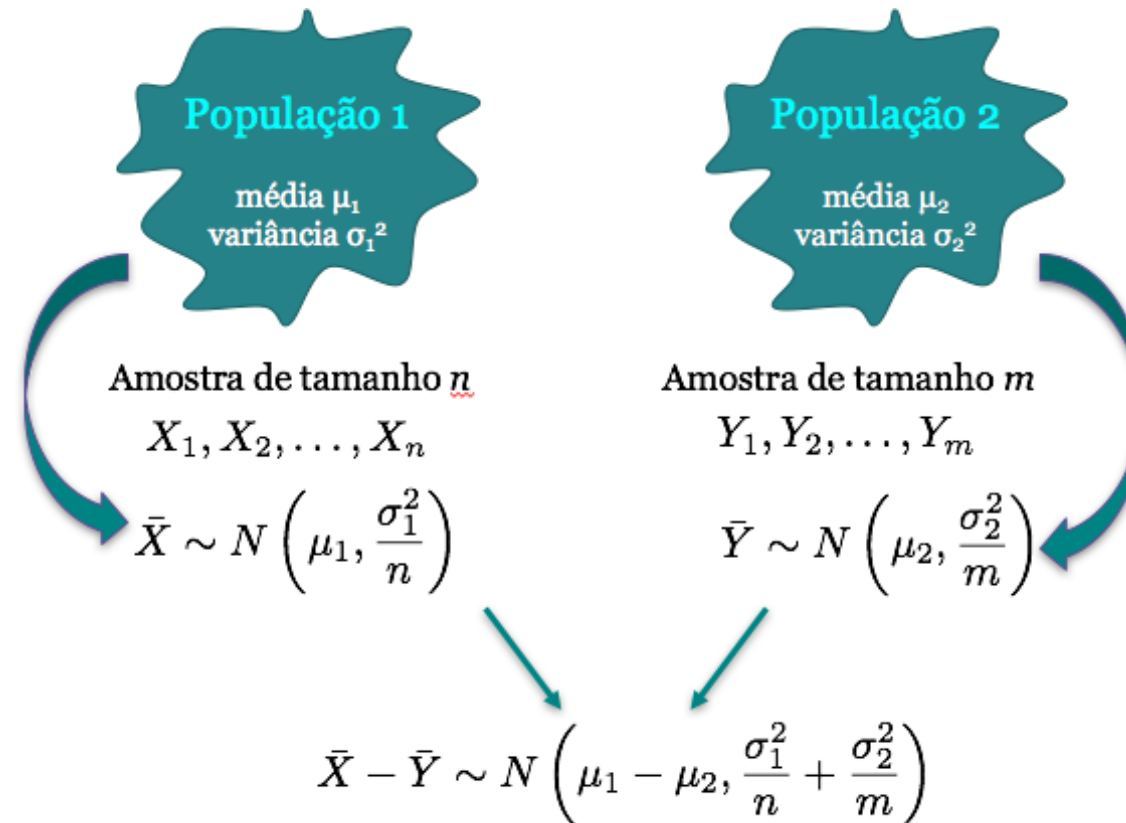 População 1
média μ₁
variância σ₁²
População 2
média μ₂
variância σ₂²
Amostra de tamanho n
X₁, X₂, . . . , Xₙ
X̄ ∼ N (μ₁, σ₁²/n)
Amostra de tamanho m
Y₁, Y₂, . . . , Yₘ
Ȳ ∼ N (μ₂, σ₂²/m)
X̄ − Ȳ ∼ N (μ₁ − μ₂, σ₁²/n + σ₂²/m)